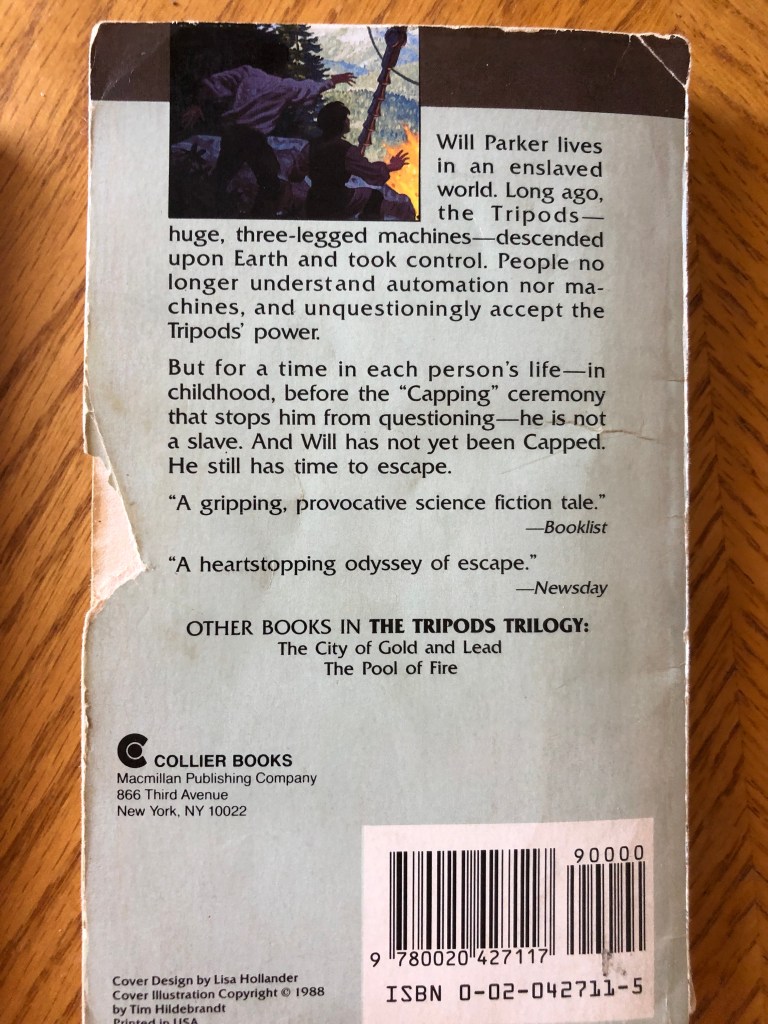 Will Parker lives
in an enslaved
world. Long ago,
the Tripods—
huge, three-legged machines—descended
upon Earth and took control. People no
longer understand automation nor ma-
chines, and unquestioningly accept the
Tripods' power.
But for a time in each person's life—in
childhood, before the “Capping” ceremony
that stops him from questioning—he is not
a slave. And Will has not yet been Capped.
He still has time to escape.
“A gripping, provocative science fiction tale.”
—Booklist
“A heartstopping odyssey of escape.”
—Newsday
OTHER BOOKS IN THE TRIPODS TRILOGY:
The City of Gold and Lead
The Pool of Fire
COLLIER BOOKS
Macmillan Publishing Company
866 Third Avenue
New York, NY 10022
90000
9 780020 427117
ISBN 0-02-042711-5
Cover Design by Lisa Hollander
Cover Illustration Copyright © 1988
by Tim Hildebrandt
Printed in USA